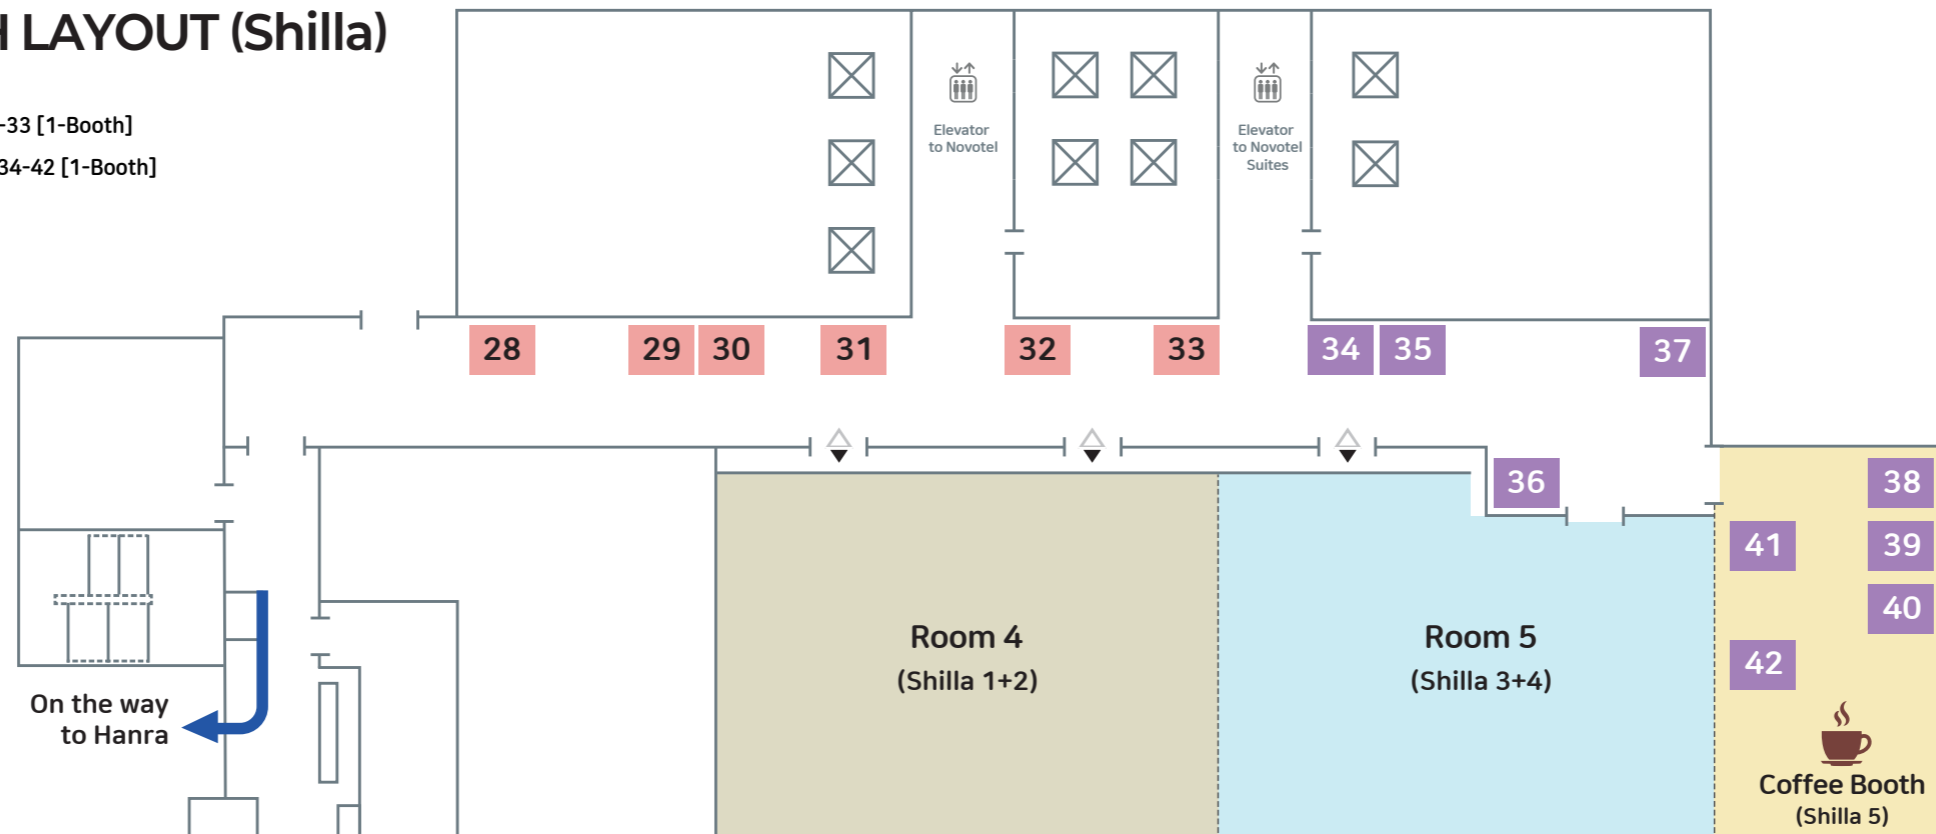 H LAYOUT (Shilla)
-33 [1-Booth]
34-42 [1-Booth]
Elevator
to Novotel
Elevator
to Novotel
Suites
28
29
30
31
32
33
34
35
37
36
38
41
39
40
42
Room 4
(Shilla 1+2)
Room 5
(Shilla 3+4)
On the way
to Hanra
Coffee Booth
(Shilla 5)